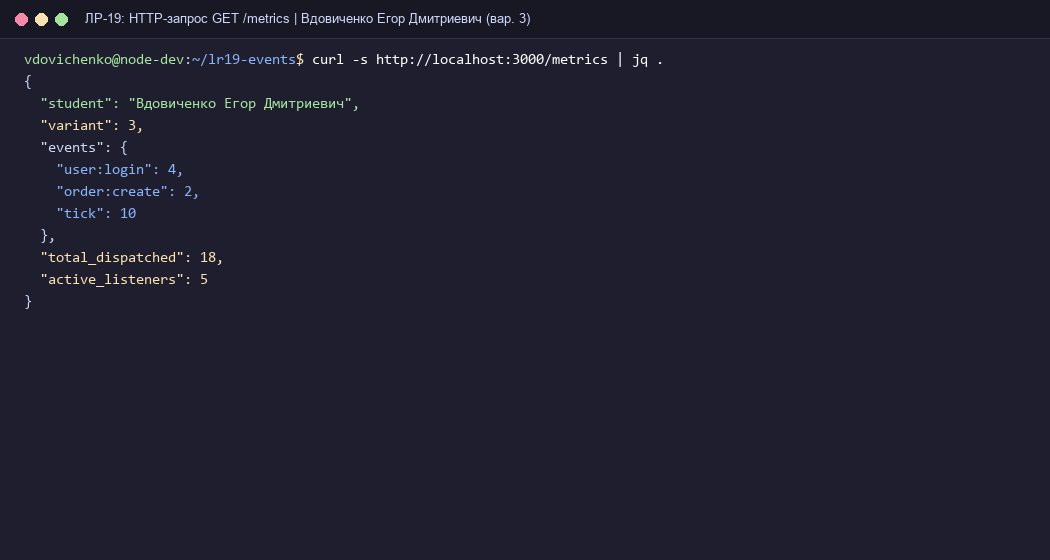 ЛР-19: HTTP-запрос GET /metrics | Вдовиченко Егор Дмитриевич (вар. 3)
vdovichenko@node-dev:~/lr19-events$ curl -s http://localhost:3000/metrics | jq .
{
  "student": "Вдовиченко Егор Дмитриевич",
  "variant": 3,
  "events": {
    "user:login": 4,
    "order:create": 2,
    "tick": 10
  },
  "total_dispatched": 18,
  "active_listeners": 5
}